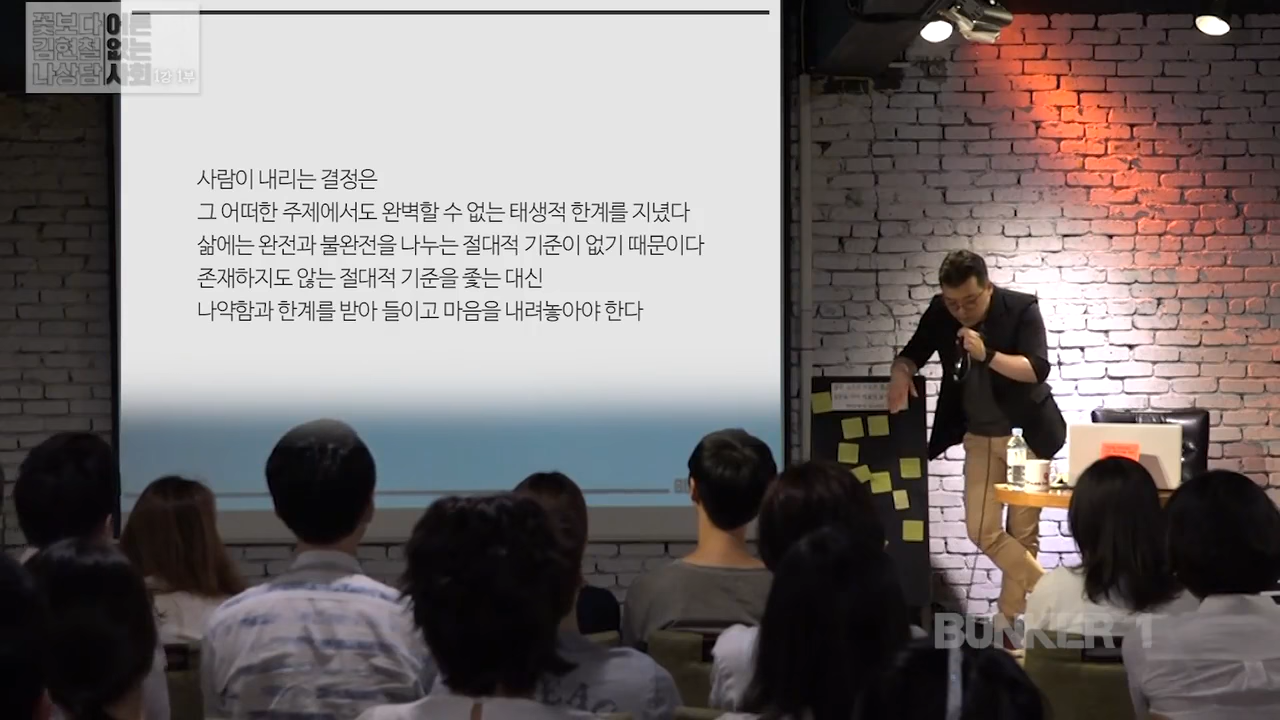 꽃보다어른
김현철없는
나상담사회 1강 1부
사람이 내리는 결정은
그 어떠한 주제에서도 완벽할 수 없는 태생적 한계를 지녔다
삶에는 완전과 불완전을 나누는 절대적 기준이 없기 때문이다
존재하지도 않는 절대적 기준을 좇는 대신
나약함과 한계를 받아 들이고 마음을 내려놓아야 한다
BUNKER 1